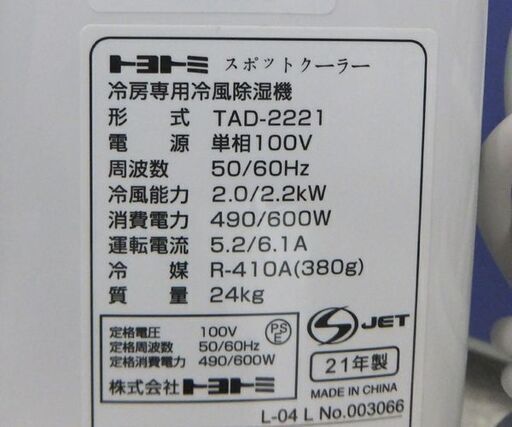 トヨトミ スポットクーラー
冷房専用冷風除湿機
形 式 TAD-2221
電 源 単相100V
周波数 50/60Hz
冷風能力 2.0/2.2kW
消費電力 490/600W
運転電流 5.2/6.1A
冷 媒 R-410A(380g)
質 量 24kg
定格電圧 100V
定格周波数 50/60Hz
定格消費電力 490/600W
PS
E
株式会社トヨトミ
S JET
21年製
MADE IN CHINA
L-04 L No.003066